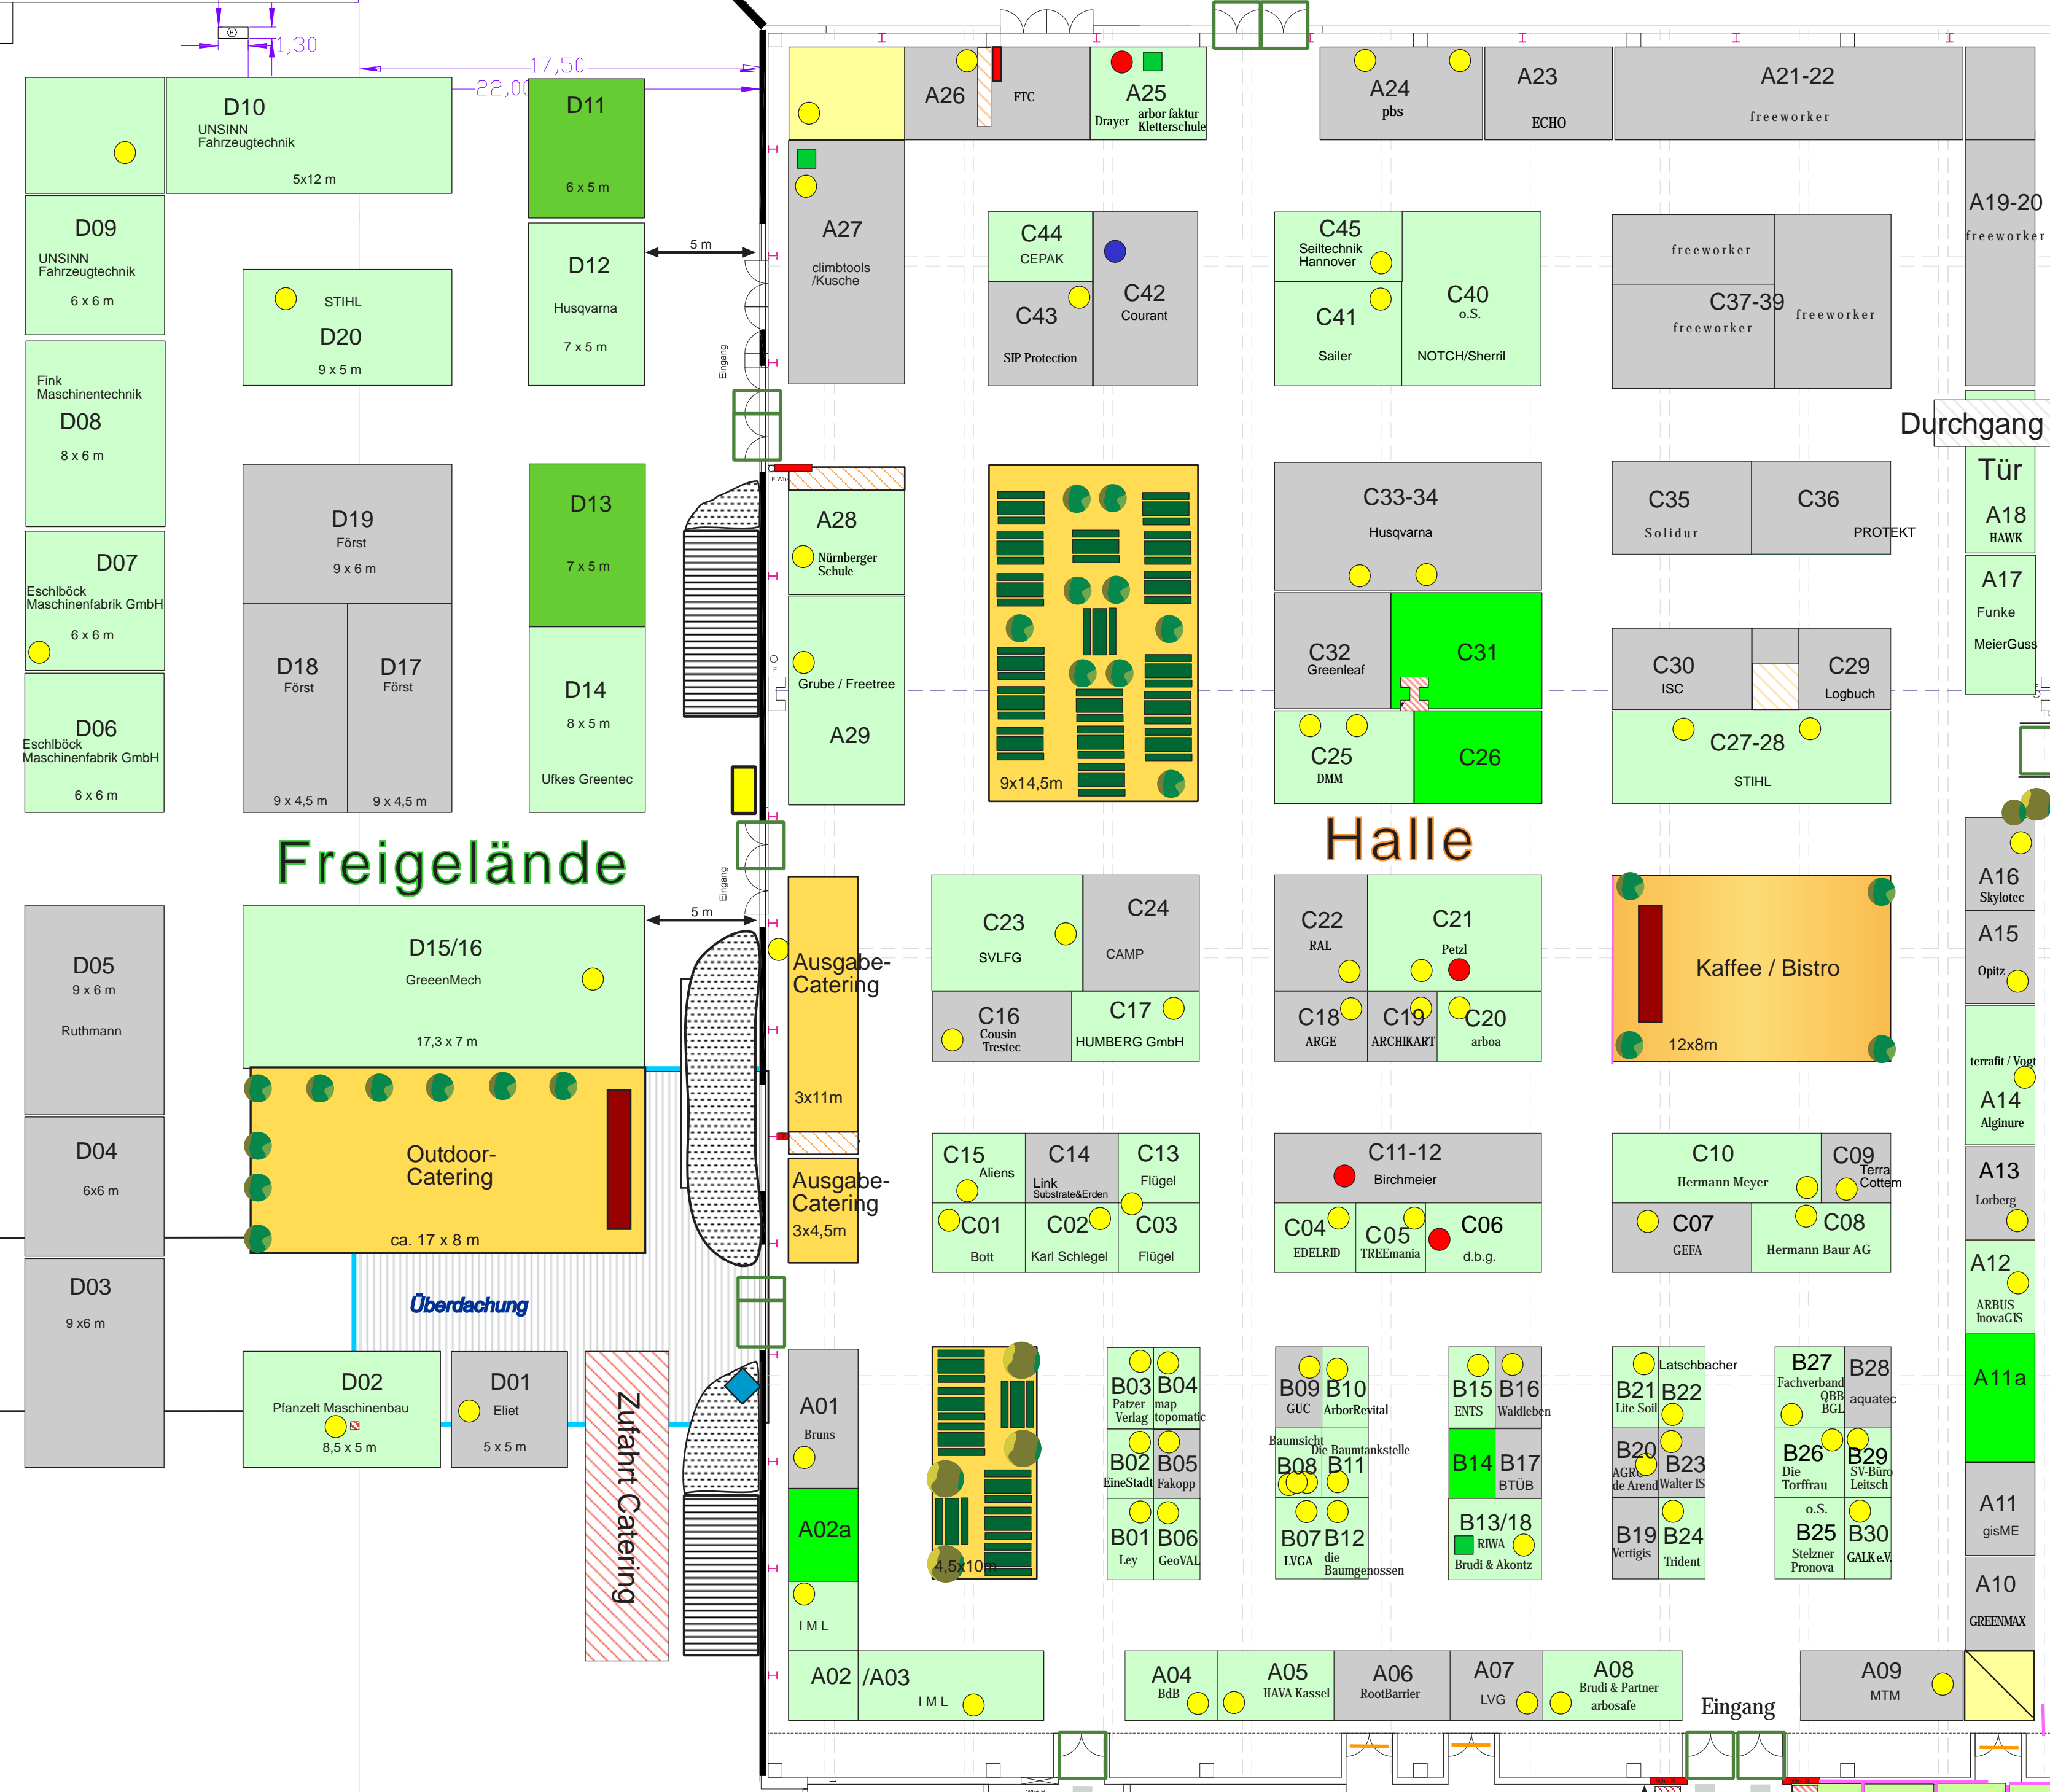 1,30
17,50
22,00
D10
UNSINN
Fahrzeugtechnik
5x12 m
D11
6 x 5 m
D09
UNSINN
Fahrzeugtechnik
6 x 6 m
D12
Husqvarna
7 x 5 m
5 m
STIHL
D20
9 x 5 m
Fink
Maschinentechnik
D08
8 x 6 m
D19
Först
9 x 6 m
D13
7 x 5 m
D07
Eschlböck
Maschinenfabrik GmbH
6 x 6 m
D18
Först
9 x 4,5 m
D17
Först
9 x 4,5 m
D14
8 x 5 m
Ufkes Greentec
D06
Eschlböck
Maschinenfabrik GmbH
6 x 6 m
Freigelände
D05
9 x 6 m
Ruthmann
D15/16
GreeenMech
17,3 x 7 m
5 m
Eingang
Eingang
D04
6x6 m
Outdoor-
Catering
ca. 17 x 8 m
D03
9 x6 m
Überdachung
D02
Pfanzelt Maschinenbau
8,5 x 5 m
D01
Eliet
5 x 5 m
Zufahrt Catering
A26
FTC
A25
Drayer
arbor faktur
Kletterschule
A24
pbs
A23
ECHO
A21-22
freeworker
A19-20
freeworker
A27
climbtools
/Kusche
C44
CEPAK
C43
SIP Protection
C42
Courant
C45
Seiltechnik
Hannover
C41
Sailer
C40
o.S.
NOTCH/Sherril
freeworker
C37-39
freeworker
freeworker
Durchgang
Tür
A18
HAWK
A28
Nürnberger
Schule
Grube / Freetree
A29
9x14,5m
C33-34
Husqvarna
C32
Greenleaf
C31
C25
DMM
C26
C35
Solidur
C36
PROTEKT
A17
Funke
MeierGuss
C30
ISC
C29
Logbuch
C27-28
STIHL
Halle
Ausgabe-
Catering
3x11m
C23
SVLFG
C24
CAMP
C16
Cousin
Trestec
C17
HUMBERG GmbH
C22
RAL
C21
Petzl
C18
ARGE
C19
ARCHIKART
C20
arboa
Kaffee / Bistro
12x8m
A16
Skylotec
A15
Opitz
terrafit / Vogt
A14
Alginure
Ausgabe-
Catering
3x4,5m
C15
Aliens
C14
Link
Substrate&Erden
C13
Flügel
C01
Bott
C02
Karl Schlegel
C03
Flügel
C11-12
Birchmeier
C04
EDELRID
C05
TREEmania
C06
d.b.g.
C10
Hermann Meyer
C09
Terra
Cottem
C07
GEFA
C08
Hermann Baur AG
A13
Lorberg
A12
ARBUS
InovaGIS
A11a
A01
Bruns
A02a
I M L
4,5x10m
B03
Patzer
Verlag
B04
map
topomatic
B02
EineStadt
B05
Fakopp
B01
Ley
B06
GeoVAL
B09
GUC
B10
ArborRevital
Baumsicht
B08
Die Baumtankstelle
B11
B07
LVGA
B12
die
Baumgenossen
B15
ENTS
B16
Waldleben
B14
B17
BTÜB
B13/18
RIWA
Brudi & Akontz
B21
Lite Soil
Latschbacher
B22
B20
AGRO
de Arend
B23
Walter IS
B19
Vertigis
B24
Trident
B27
Fachverband
QBB
BGL
B28
aquatec
B26
Die
Torffrau
B29
SV-Büro
Leitsch
o.S.
B25
Stelzner
Pronova
B30
GALK e.V.
A11
gisME
A10
GREENMAX
A02 /A03
I M L
A04
BdB
A05
HAVA Kassel
A06
RootBarrier
A07
LVG
A08
Brudi & Partner
arbosafe
Eingang
A09
MTM